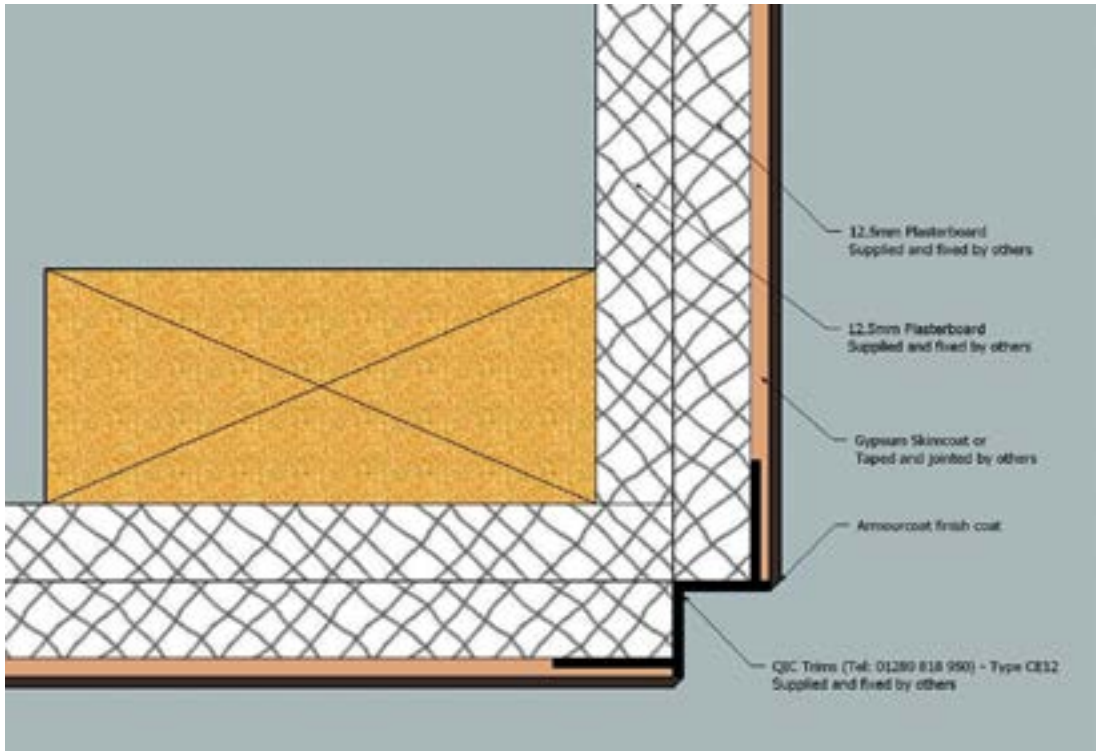 12.5mm Plasterboard
Supplied and fixed by others
12.5mm Plasterboard
Supplied and fixed by others
Gypsum Skimcoat or
Taped and jointed by others
Armourcoat finish coat
QIC Trims (Tel: 01280 818 950) - Type CE12
Supplied and fixed by others